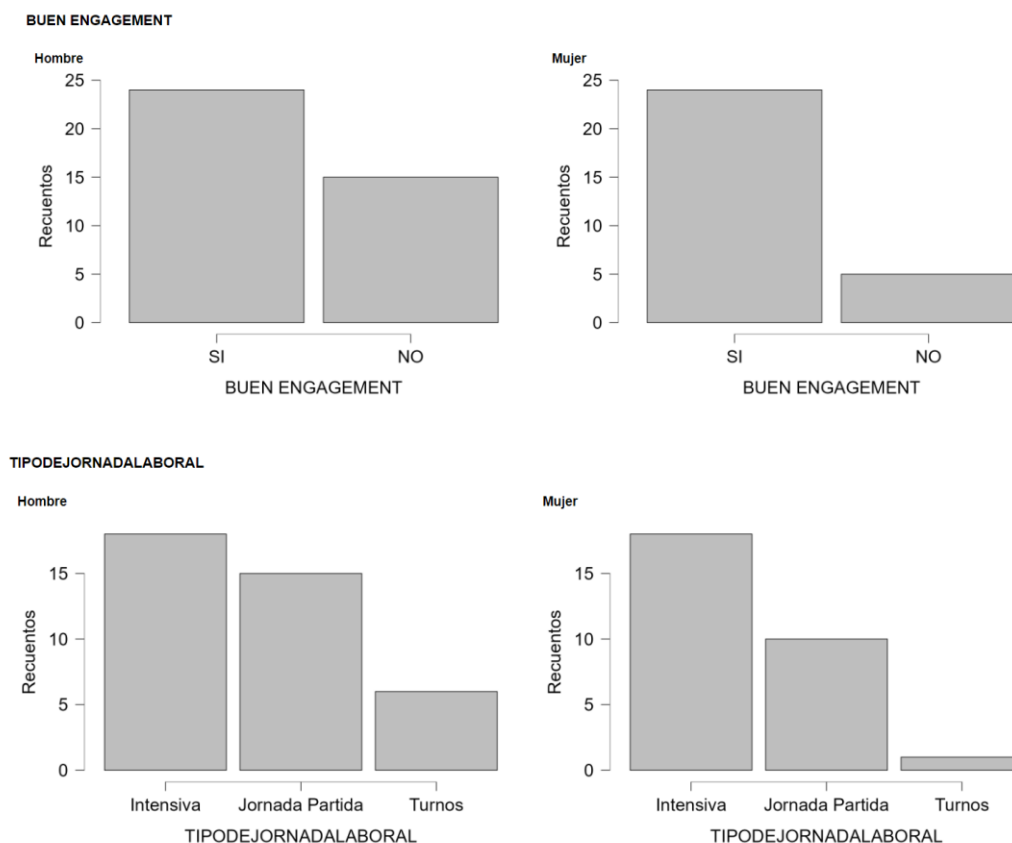 BUEN ENGAGEMENT
Hombre
25
20
15
10
5
0
Recuentos
SI NO
BUEN ENGAGEMENT
Mujer
25
20
15
10
5
0
Recuentos
SI NO
BUEN ENGAGEMENT
TIPODEJORNADALABORAL
Hombre
15
10
5
0
Recuentos
Intensiva Jornada Partida Turnos
TIPODEJORNADALABORAL
Mujer
15
10
5
0
Recuentos
Intensiva Jornada Partida Turnos
TIPODEJORNADALABORAL